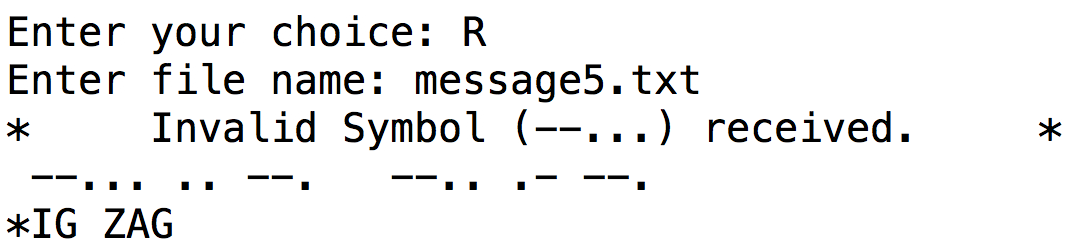 Enter your choice: R
Enter file name: message5.txt
*     Invalid Symbol (--...) received.     *
 --... .. --.   --.. .- --.
*IG ZAG